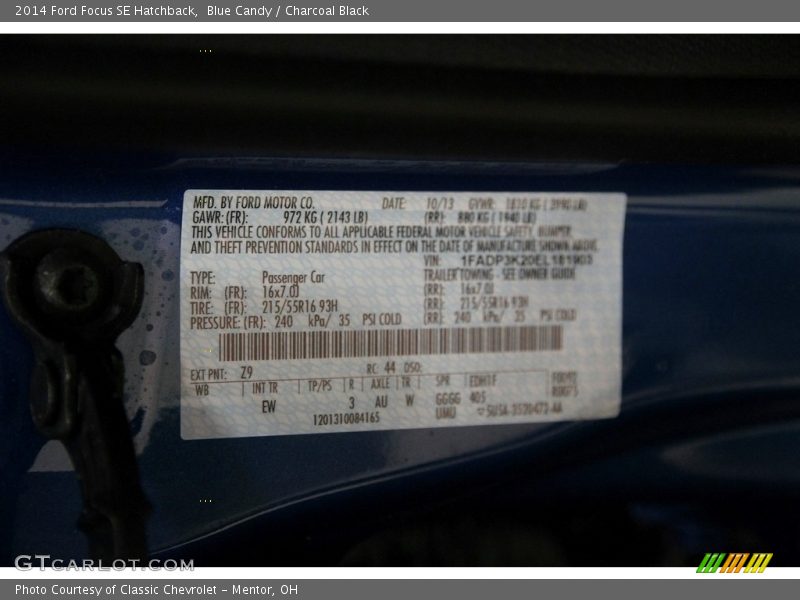 2014 Ford Focus SE Hatchback, Blue Candy / Charcoal Black
MFD. BY FORD MOTOR CO. DATE: 10/13 GVWR:
GAWR: (FR): 972 KG ( 2143 LB) (RR): 880 KG ( 1940 LB)
THIS VEHICLE CONFORMS TO ALL APPLICABLE FEDERAL MOTOR VEHICLE SAFETY, BUMPER,
AND THEFT PREVENTION STANDARDS IN EFFECT ON THE DATE OF MANUFACTURE SHOWN ABOVE.
VIN: 1FADP3K20EL181903
TYPE: Passenger Car TRAILER TOWING - SEE OWNER GUIDE
RIM: (FR): 16x7.0J (RR): 16x7.0J
TIRE: (FR): 215/55R16 93H (RR): 215/55R16 93H
PRESSURE: (FR): 240 kPa/ 35 PSI COLD (RR): 240 kPa/ 35 PSI COLD
EXT PNT: Z9 RC: 44 DSO:
WB INT TR TP/PS R AXLE TR SPR
EW 3 AU W GGGG 405
1201310084165 UMO
GTCARLOT.COM
Photo Courtesy of Classic Chevrolet - Mentor, OH